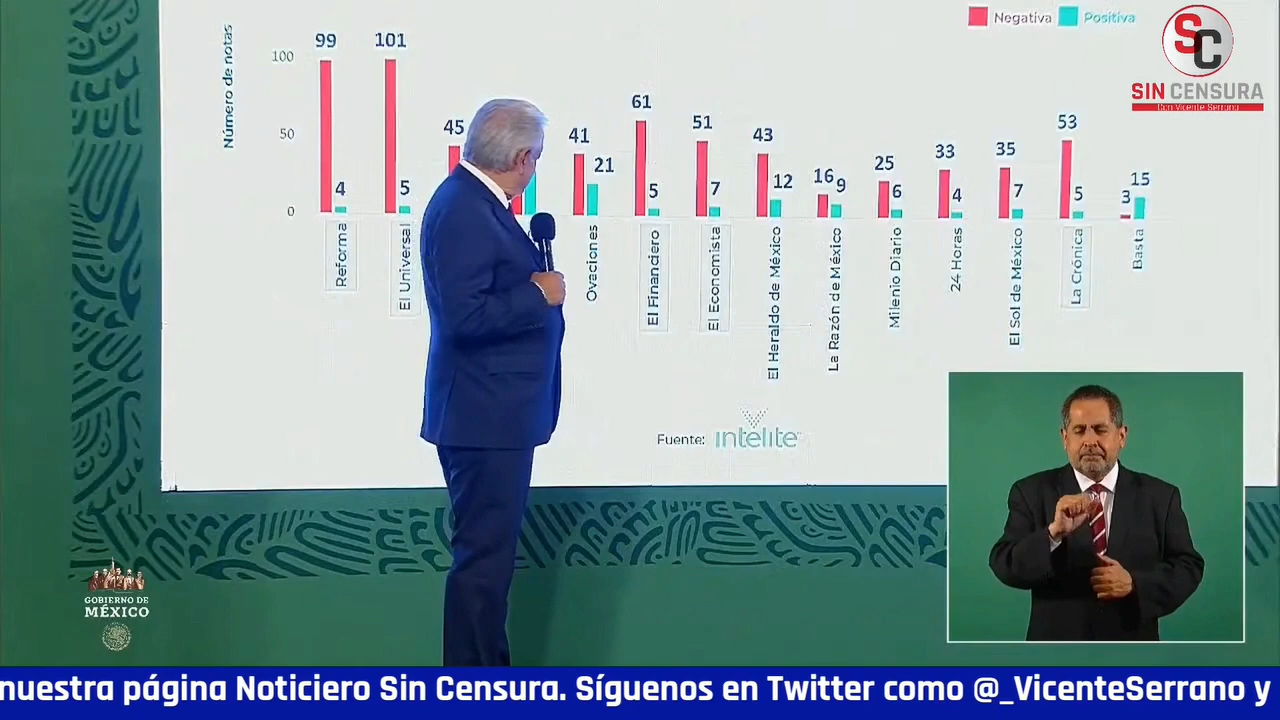 Negativa Positiva
SC
SIN CENSURA
Con Vicente Serrano
Número de notas
100
50
0
99
4
101
5
45
41
21
61
5
51
7
43
12
16
9
25
6
33
4
35
7
53
5
3
15
Reforma
El Universal
Ovaciones
El Financiero
El Economista
El Heraldo de México
La Razón de México
Milenio Diario
24 Horas
El Sol de México
La Crónica
Basta
Fuente: intelite
GOBIERNO DE
MÉXICO
nuestra página Noticiero Sin Censura. Síguenos en Twitter como @_VicenteSerrano y